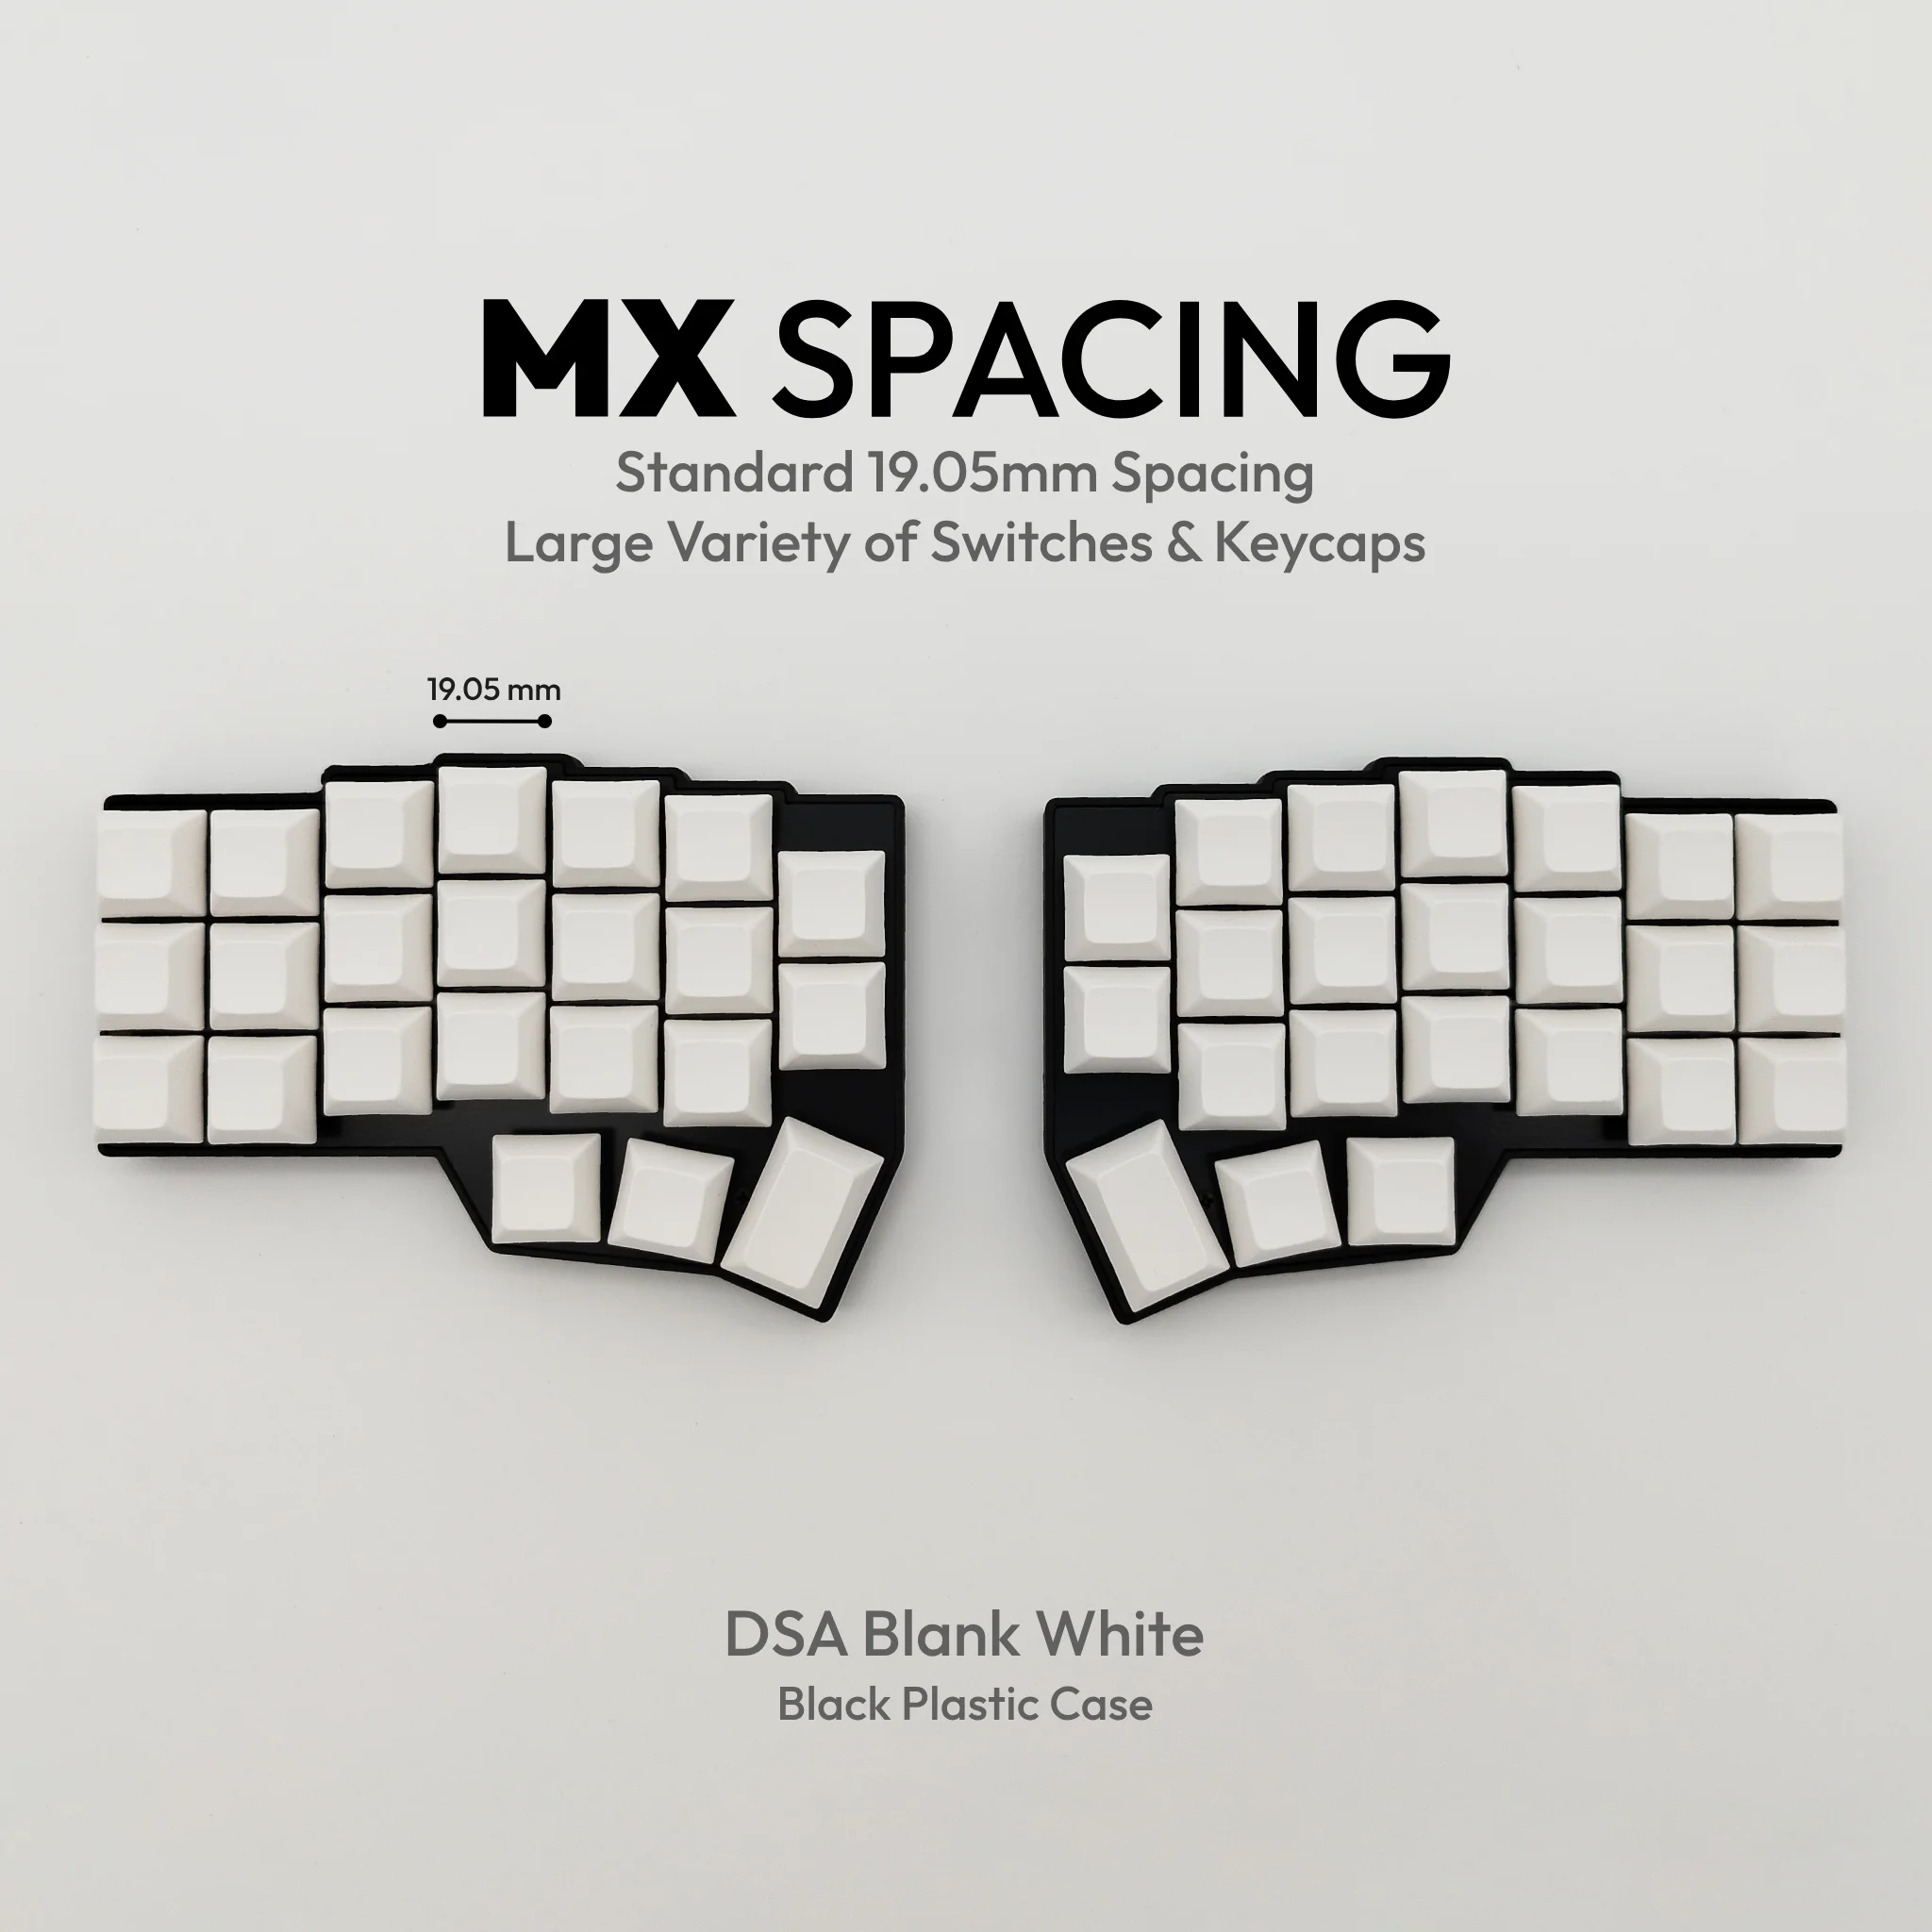 MX SPACING
Standard 19.05mm Spacing
Large Variety of Switches & Keycaps
19.05 mm
DSA Blank White
Black Plastic Case